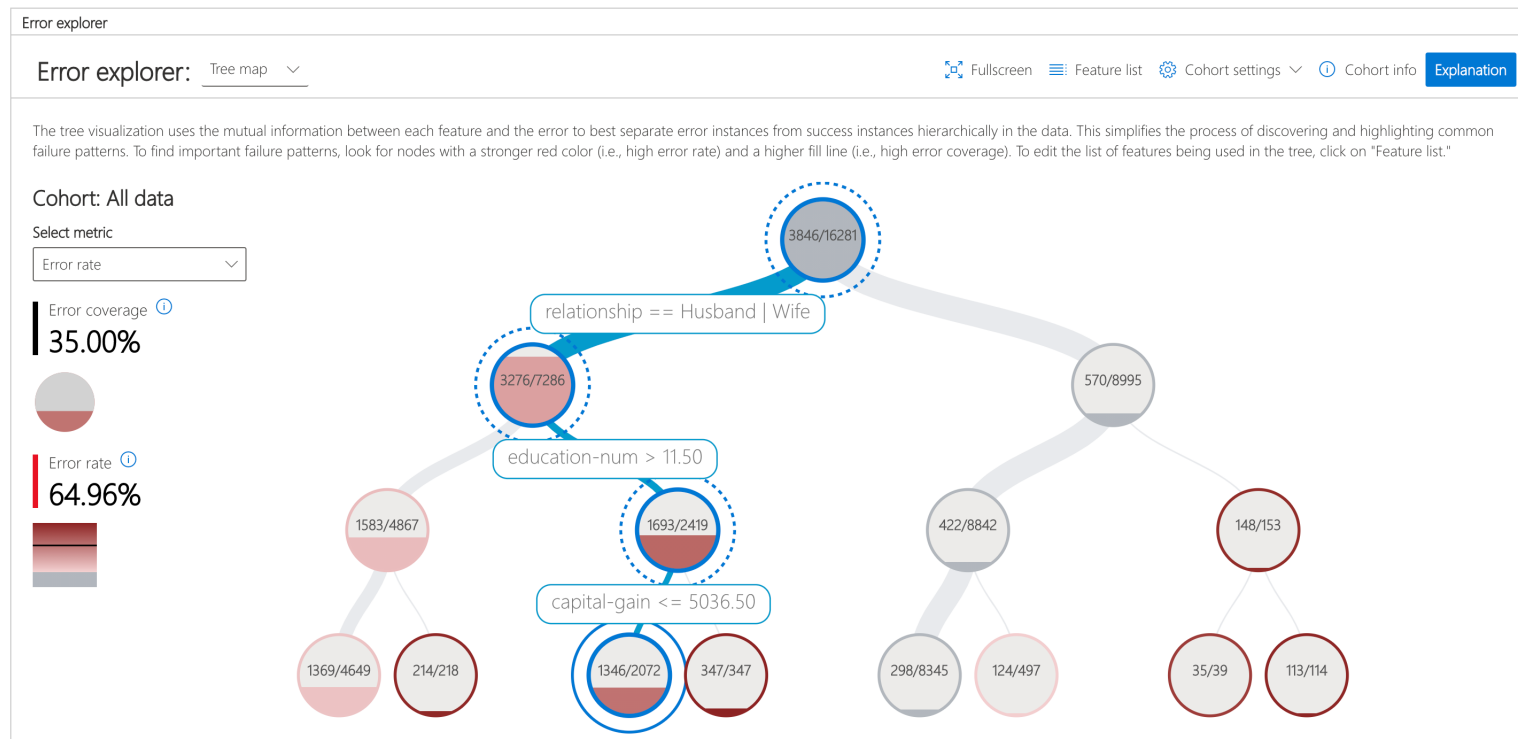 Error explorer
Error explorer: Tree map
Fullscreen Feature list Cohort settings Cohort info Explanation
The tree visualization uses the mutual information between each feature and the error to best separate error instances from success instances hierarchically in the data. This simplifies the process of discovering and highlighting common
failure patterns. To find important failure patterns, look for nodes with a stronger red color (i.e., high error rate) and a higher fill line (i.e., high error coverage). To edit the list of features being used in the tree, click on "Feature list."
Cohort: All data
Select metric
Error rate
Error coverage
35.00%
Error rate
64.96%
3846/16281
relationship == Husband | Wife
3276/7286
570/8995
education-num > 11.50
1583/4867
1693/2419
422/8842
148/153
capital-gain <= 5036.50
1369/4649
214/218
1346/2072
347/347
298/8345
124/497
35/39
113/114